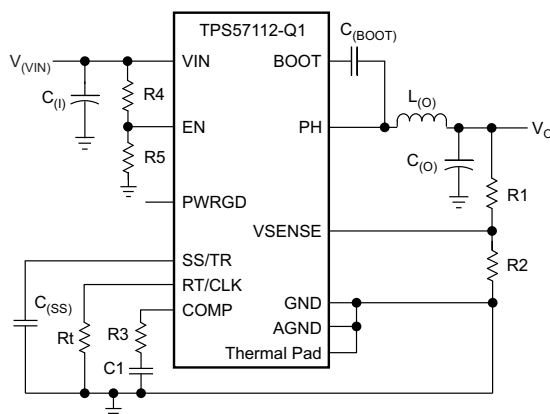 TPS57112-Q1
C(BOOT)
V(VIN)
VIN
BOOT
C(I)
R4
L(O)
EN
PH
VO
R5
C(O)
R1
PWRGD
VSENSE
R2
SS/TR
RT/CLK
C(SS)
COMP
GND
Rt
R3
AGND
C1
Thermal Pad